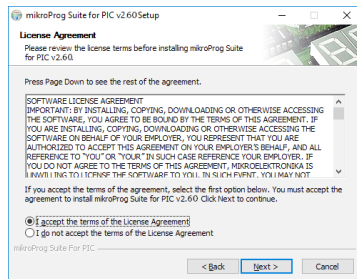 mikroProg Suite for PIC v2.60 Setup
License Agreement
Please review the license terms before installing mikroProg Suite
for PIC v2.60.
Press Page Down to see the rest of the agreement.
SOFTWARE LICENSE AGREEMENT
IMPORTANT: BY INSTALLING, COPYING, DOWNLOADING OR OTHERWISE ACCESSING
THE SOFTWARE, YOU AGREE TO BE BOUND BY THE TERMS OF THIS AGREEMENT. IF
YOU ARE INSTALLING, COPYING, DOWNLOADING OR OTHERWISE ACCESSING THE
SOFTWARE ON BEHALF OF YOUR EMPLOYER, YOU REPRESENT THAT YOU ARE
AUTHORIZED TO ACCEPT THIS AGREEMENT ON YOUR EMPLOYER'S BEHALF, AND ALL
REFERENCE TO "YOU" OR "YOUR" IN SUCH CASE REFERENCE YOUR EMPLOYER. IF
YOU DO NOT AGREE TO THE TERMS OF THIS AGREEMENT, MIKROELEKTRONIKA IS
UNWILLING TO LICENSE THE SOFTWARE TO YOU. IN SUCH EVENT, YOU MAY NOT
If you accept the terms of the agreement, select the first option below. You must accept the
agreement to install mikroProg Suite for PIC v2.60 Click Next to continue.
I accept the terms of the License Agreement
I do not accept the terms of the License Agreement
mikroProg Suite For PIC
< Back Next > Cancel